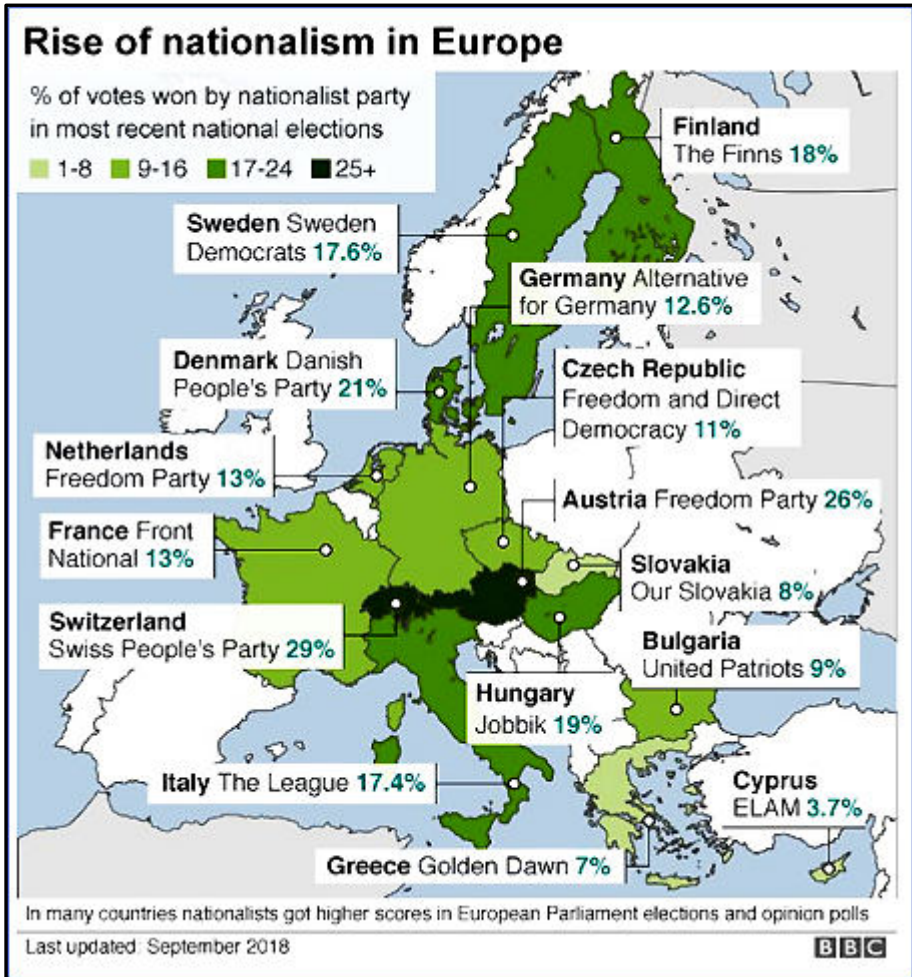 Rise of nationalism in Europe
% of votes won by nationalist party
in most recent national elections
1-8 9-16 17-24 25+
Finland
The Finns 18%
Sweden Sweden
Democrats 17.6%
Germany Alternative
for Germany 12.6%
Denmark Danish
People's Party 21%
Czech Republic
Freedom and Direct
Democracy 11%
Netherlands
Freedom Party 13%
Austria Freedom Party 26%
France Front
National 13%
Slovakia
Our Slovakia 8%
Switzerland
Swiss People's Party 29%
Bulgaria
United Patriots 9%
Hungary
Jobbik 19%
Italy The League 17.4%
Cyprus
ELAM 3.7%
Greece Golden Dawn 7%
In many countries nationalists got higher scores in European Parliament elections and opinion polls
Last updated: September 2018
BBC